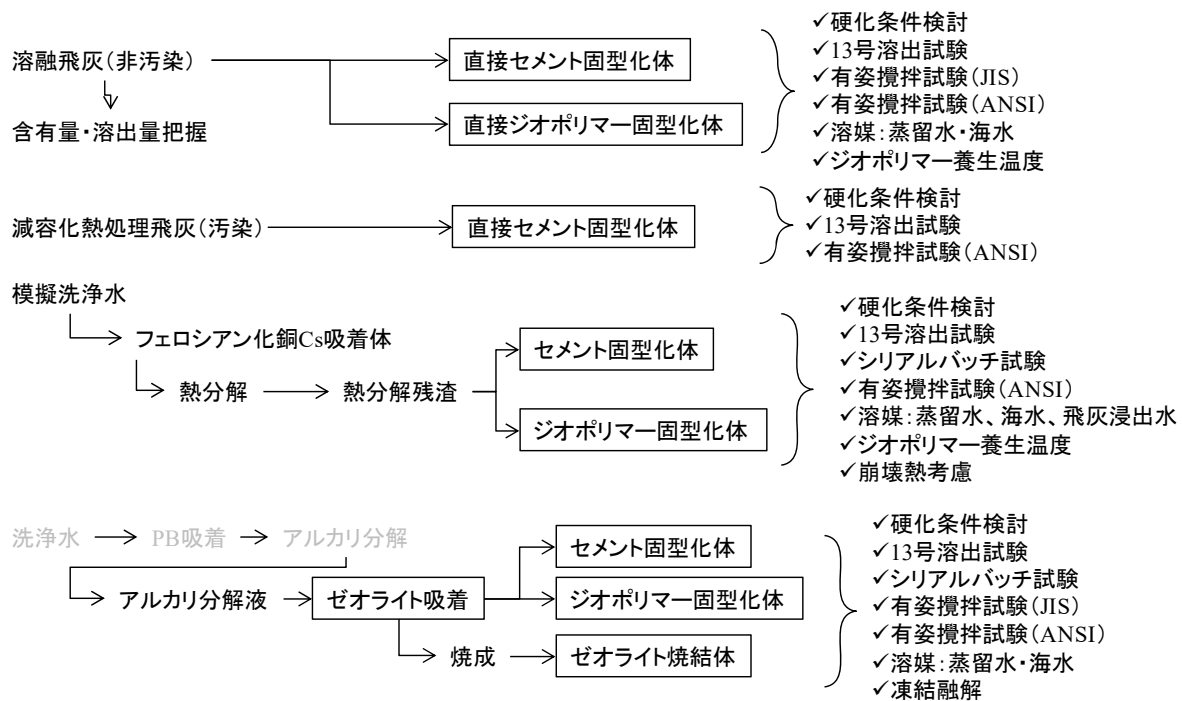 溶融飛灰(非汚染)
含有量・溶出量把握
直接セメント固型化体
直接ジオポリマー固型化体
✓硬化条件検討
✓13号溶出試験
✓有姿攪拌試験(JIS)
✓有姿攪拌試験(ANSI)
✓溶媒:蒸留水・海水
✓ジオポリマー養生温度
減容化熱処理飛灰(汚染)
直接セメント固型化体
✓硬化条件検討
✓13号溶出試験
✓有姿攪拌試験(ANSI)
模擬洗浄水
フェロシアン化銅Cs吸着体
熱分解
熱分解残渣
セメント固型化体
ジオポリマー固型化体
✓硬化条件検討
✓13号溶出試験
✓シリアルバッチ試験
✓有姿攪拌試験(ANSI)
✓溶媒:蒸留水、海水、飛灰浸出水
✓ジオポリマー養生温度
✓崩壊熱考慮
洗浄水
PB吸着
アルカリ分解
アルカリ分解液
ゼオライト吸着
焼成
セメント固型化体
ジオポリマー固型化体
ゼオライト焼結体
✓硬化条件検討
✓13号溶出試験
✓シリアルバッチ試験
✓有姿攪拌試験(JIS)
✓有姿攪拌試験(ANSI)
✓溶媒:蒸留水・海水
✓凍結融解